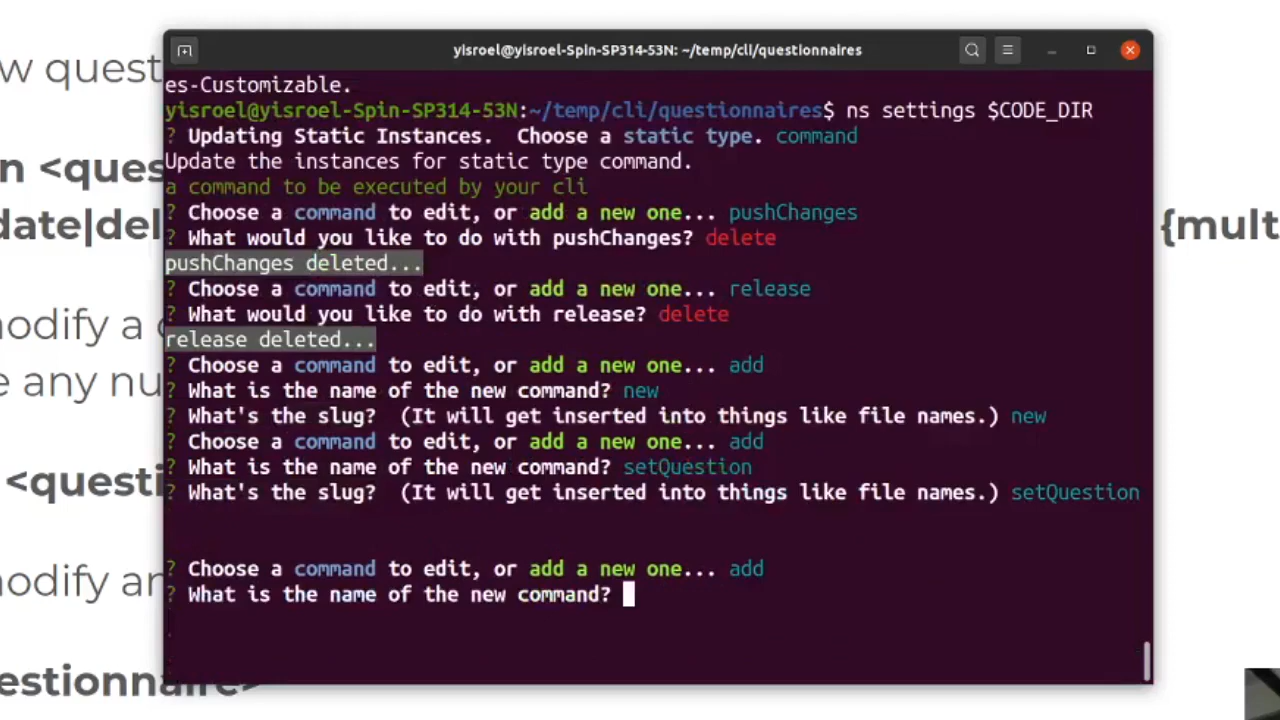 yisroel@yisroel-Spin-SP314-53N: ~/temp/cli/questionnaires
w quest
n <ques
date|del
{mult
modify a
e any nu
<questi
modify an
estionnaire>
es-Customizable.
yisroel@yisroel-Spin-SP314-53N:~/temp/cli/questionnaires$ ns settings $CODE_DIR
? Updating Static Instances.  Choose a static type. command
Update the instances for static type command.
a command to be executed by your cli
? Choose a command to edit, or add a new one... pushChanges
? What would you like to do with pushChanges? delete
pushChanges deleted...
? Choose a command to edit, or add a new one... release
? What would you like to do with release? delete
release deleted...
? Choose a command to edit, or add a new one... add
? What is the name of the new command? new
? What's the slug?  (It will get inserted into things like file names.) new
? Choose a command to edit, or add a new one... add
? What is the name of the new command? setQuestion
? What's the slug?  (It will get inserted into things like file names.) setQuestion
? Choose a command to edit, or add a new one... add
? What is the name of the new command?